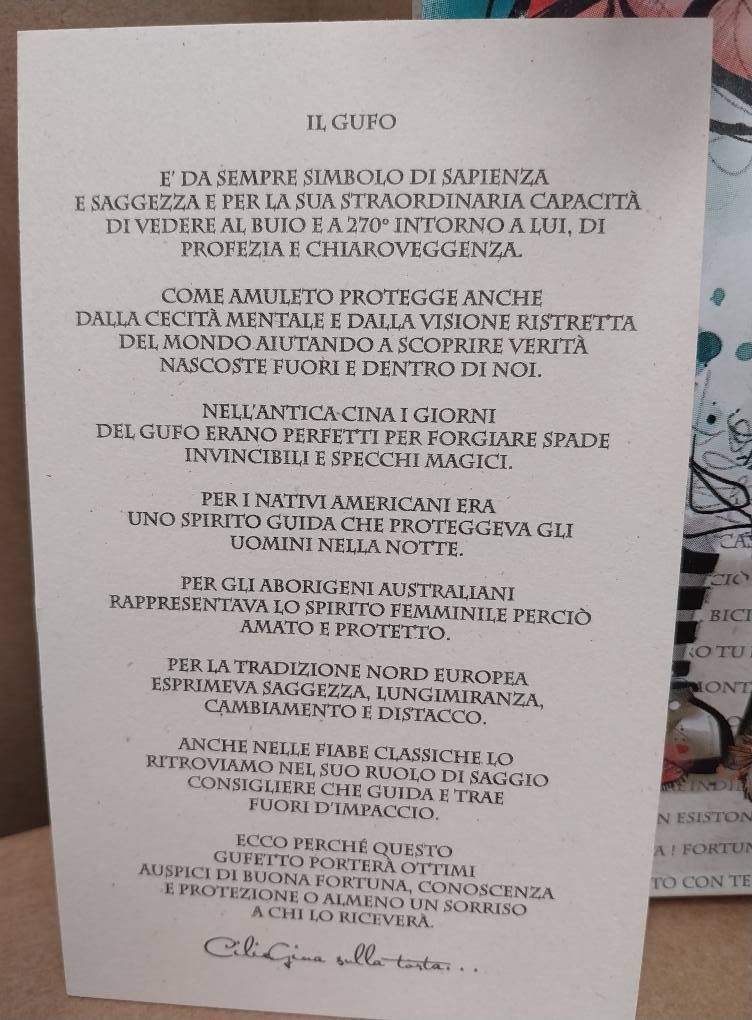 IL GUFO
E' DA SEMPRE SIMBOLO DI SAPIENZA
E SAGGEZZA E PER LA SUA STRAORDINARIA CAPACITÀ
DI VEDERE AL BUIO E A 270° INTORNO A LUI, DI
PROFEZIA E CHIAROVEGGENZA.
COME AMULETO PROTEGGE ANCHE
DALLA CECITÀ MENTALE E DALLA VISIONE RISTRETTA
DEL MONDO AIUTANDO A SCOPRIRE VERITÀ
NASCOSTE FUORI E DENTRO DI NOI.
NELL'ANTICA CINA I GIORNI
DEL GUFO ERANO PERFETTI PER FORGIARE SPADE
INVINCIBILI E SPECCHI MAGICI.
PER I NATIVI AMERICANI ERA
UNO SPIRITO GUIDA CHE PROTEGGEVA GLI
UOMINI NELLA NOTTE.
PER GLI ABORIGENI AUSTRALIANI
RAPPRESENTAVA LO SPIRITO FEMMINILE PERCIÒ
AMATO E PROTETTO.
PER LA TRADIZIONE NORD EUROPEA
ESPRIMEVA SAGGEZZA, LUNGIMIRANZA,
CAMBIAMENTO E DISTACCO.
ANCHE NELLE FIABE CLASSICHE LO
RITROVIAMO NEL SUO RUOLO DI SAGGIO
CONSIGLIERE CHE GUIDA E TRAE
FUORI D'IMPACCIO.
ECCO PERCHÉ QUESTO
GUFETTO PORTERÀ OTTIMI
AUSPICI DI BUONA FORTUNA, CONOSCENZA
E PROTEZIONE O ALMENO UN SORRISO
A CHI LO RICEVERÀ.
CiliaGina sulla torta...
CAS
CIÒ
BICI
RO TU
MONT
N ESISTON
A ! FORTUN
TO CON TE